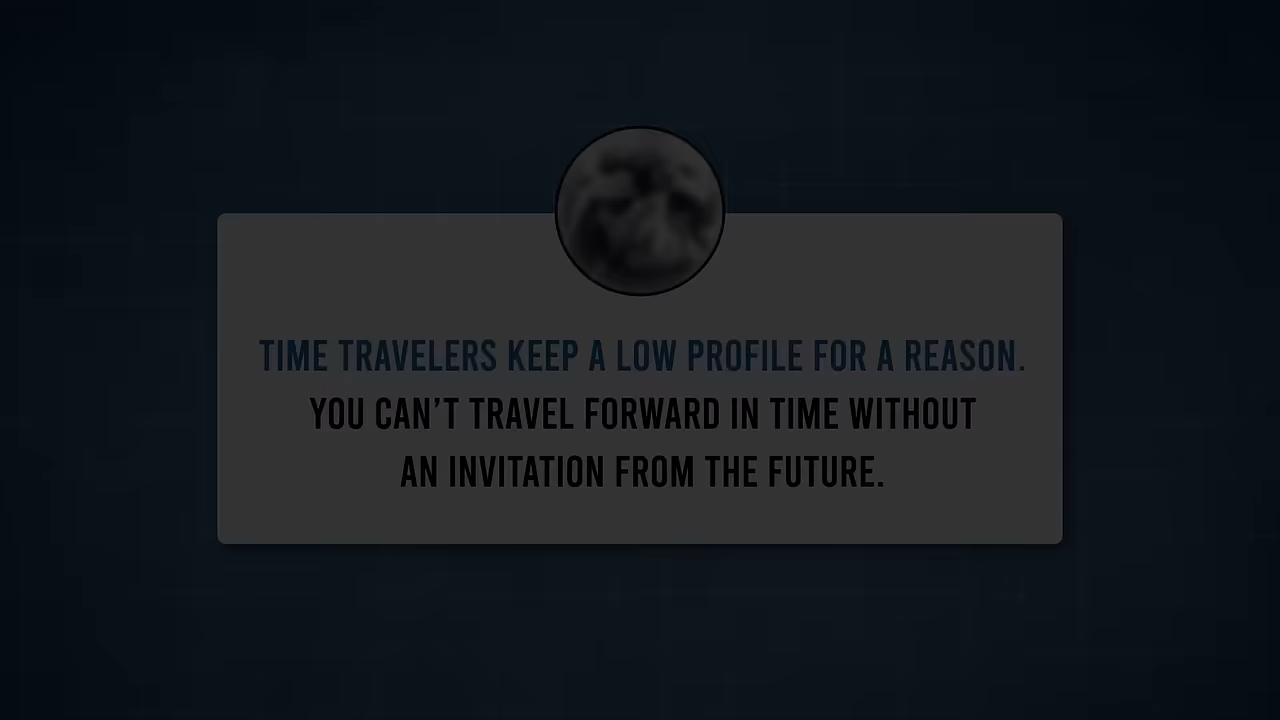 TIME TRAVELERS KEEP A LOW PROFILE FOR A REASON.
YOU CAN’T TRAVEL FORWARD IN TIME WITHOUT
AN INVITATION FROM THE FUTURE.